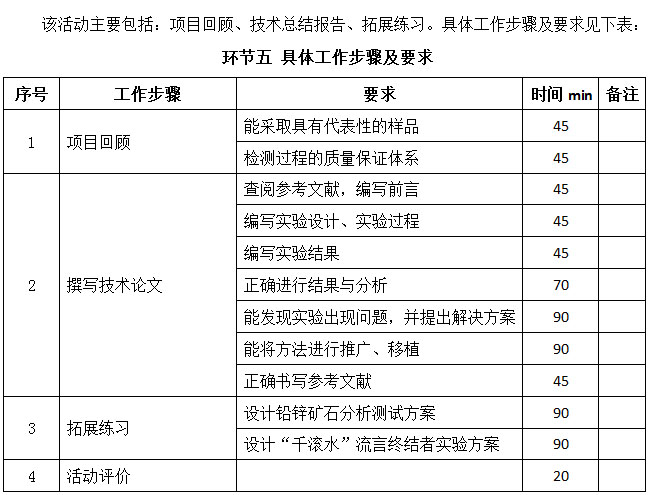 该活动主要包括：项目回顾、技术总结报告、拓展练习。具体工作步骤及要求见下表：
环节五 具体工作步骤及要求
序号 工作步骤 要求 时间 min 备注
1 项目回顾 能采取具有代表性的样品 45
检测过程的质量保证体系 45
2 撰写技术论文 查阅参考文献，编写前言 45
编写实验设计、实验过程 45
编写实验结果 45
正确进行结果与分析 70
能发现实验出现问题，并提出解决方案 90
能将方法进行推广、移植 90
正确书写参考文献 45
3 拓展练习 设计铅锌矿石分析测试方案 90
设计“千滚水”流言终结者实验方案 90
4 活动评价 20